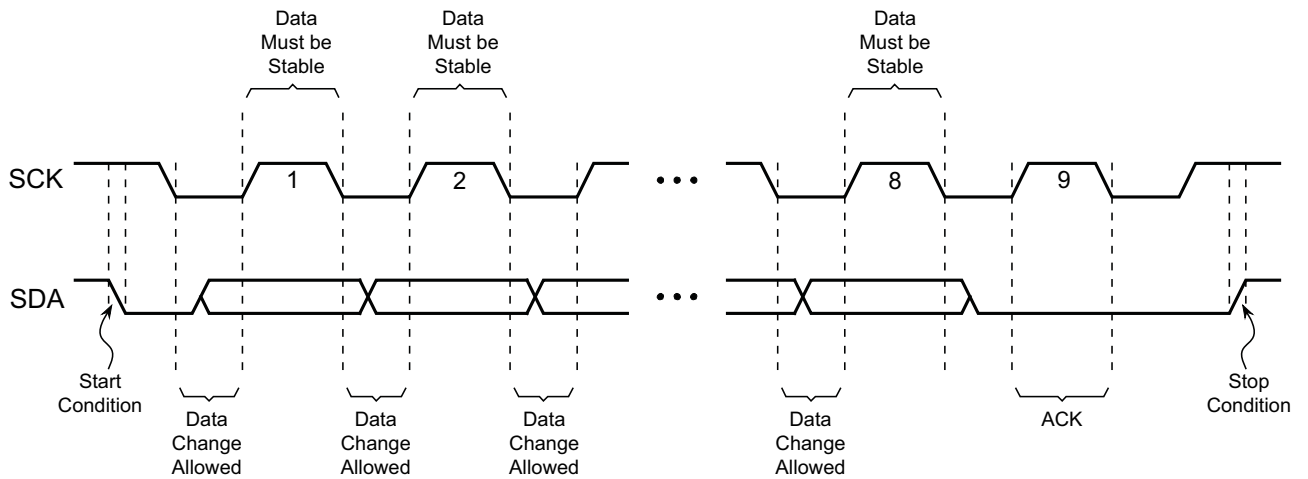 Data
Must be
Stable
Data
Must be
Stable
Data
Must be
Stable
SCK
1
2
8
9
SDA
Start
Condition
Data
Change
Allowed
Data
Change
Allowed
Data
Change
Allowed
Data
Change
Allowed
ACK
Stop
Condition